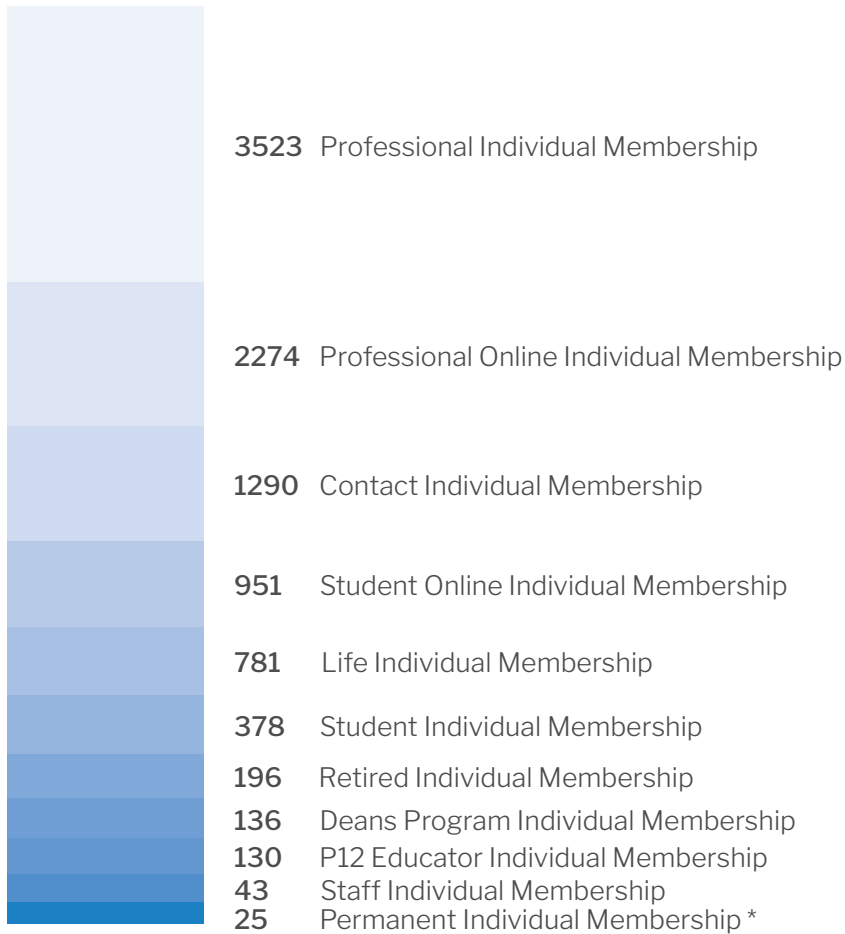 3523 Professional Individual Membership
2274 Professional Online Individual Membership
1290 Contact Individual Membership
951 Student Online Individual Membership
781 Life Individual Membership
378 Student Individual Membership
196 Retired Individual Membership
136 Deans Program Individual Membership
130 P12 Educator Individual Membership
43 Staff Individual Membership
25 Permanent Individual Membership *